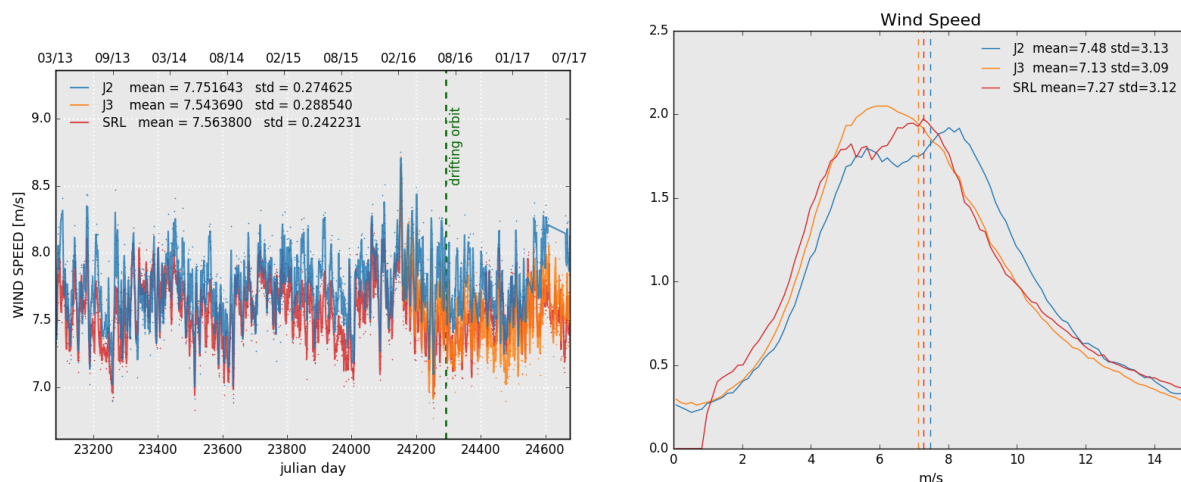 03/13 09/13 03/14 08/14 02/15 08/15 02/16 08/16 01/17 07/17
J2 mean = 7.751643 std = 0.274625
J3 mean = 7.543690 std = 0.288540
SRL mean = 7.563800 std = 0.242231
drifting orbit
WIND SPEED [m/s]
9.0
8.5
8.0
7.5
7.0
23200 23400 23600 23800 24000 24200 24400 24600
julian day
Wind Speed
J2 mean=7.48 std=3.13
J3 mean=7.13 std=3.09
SRL mean=7.27 std=3.12
2.5
2.0
1.5
1.0
0.5
0.0
0 2 4 6 8 10 12 14
m/s